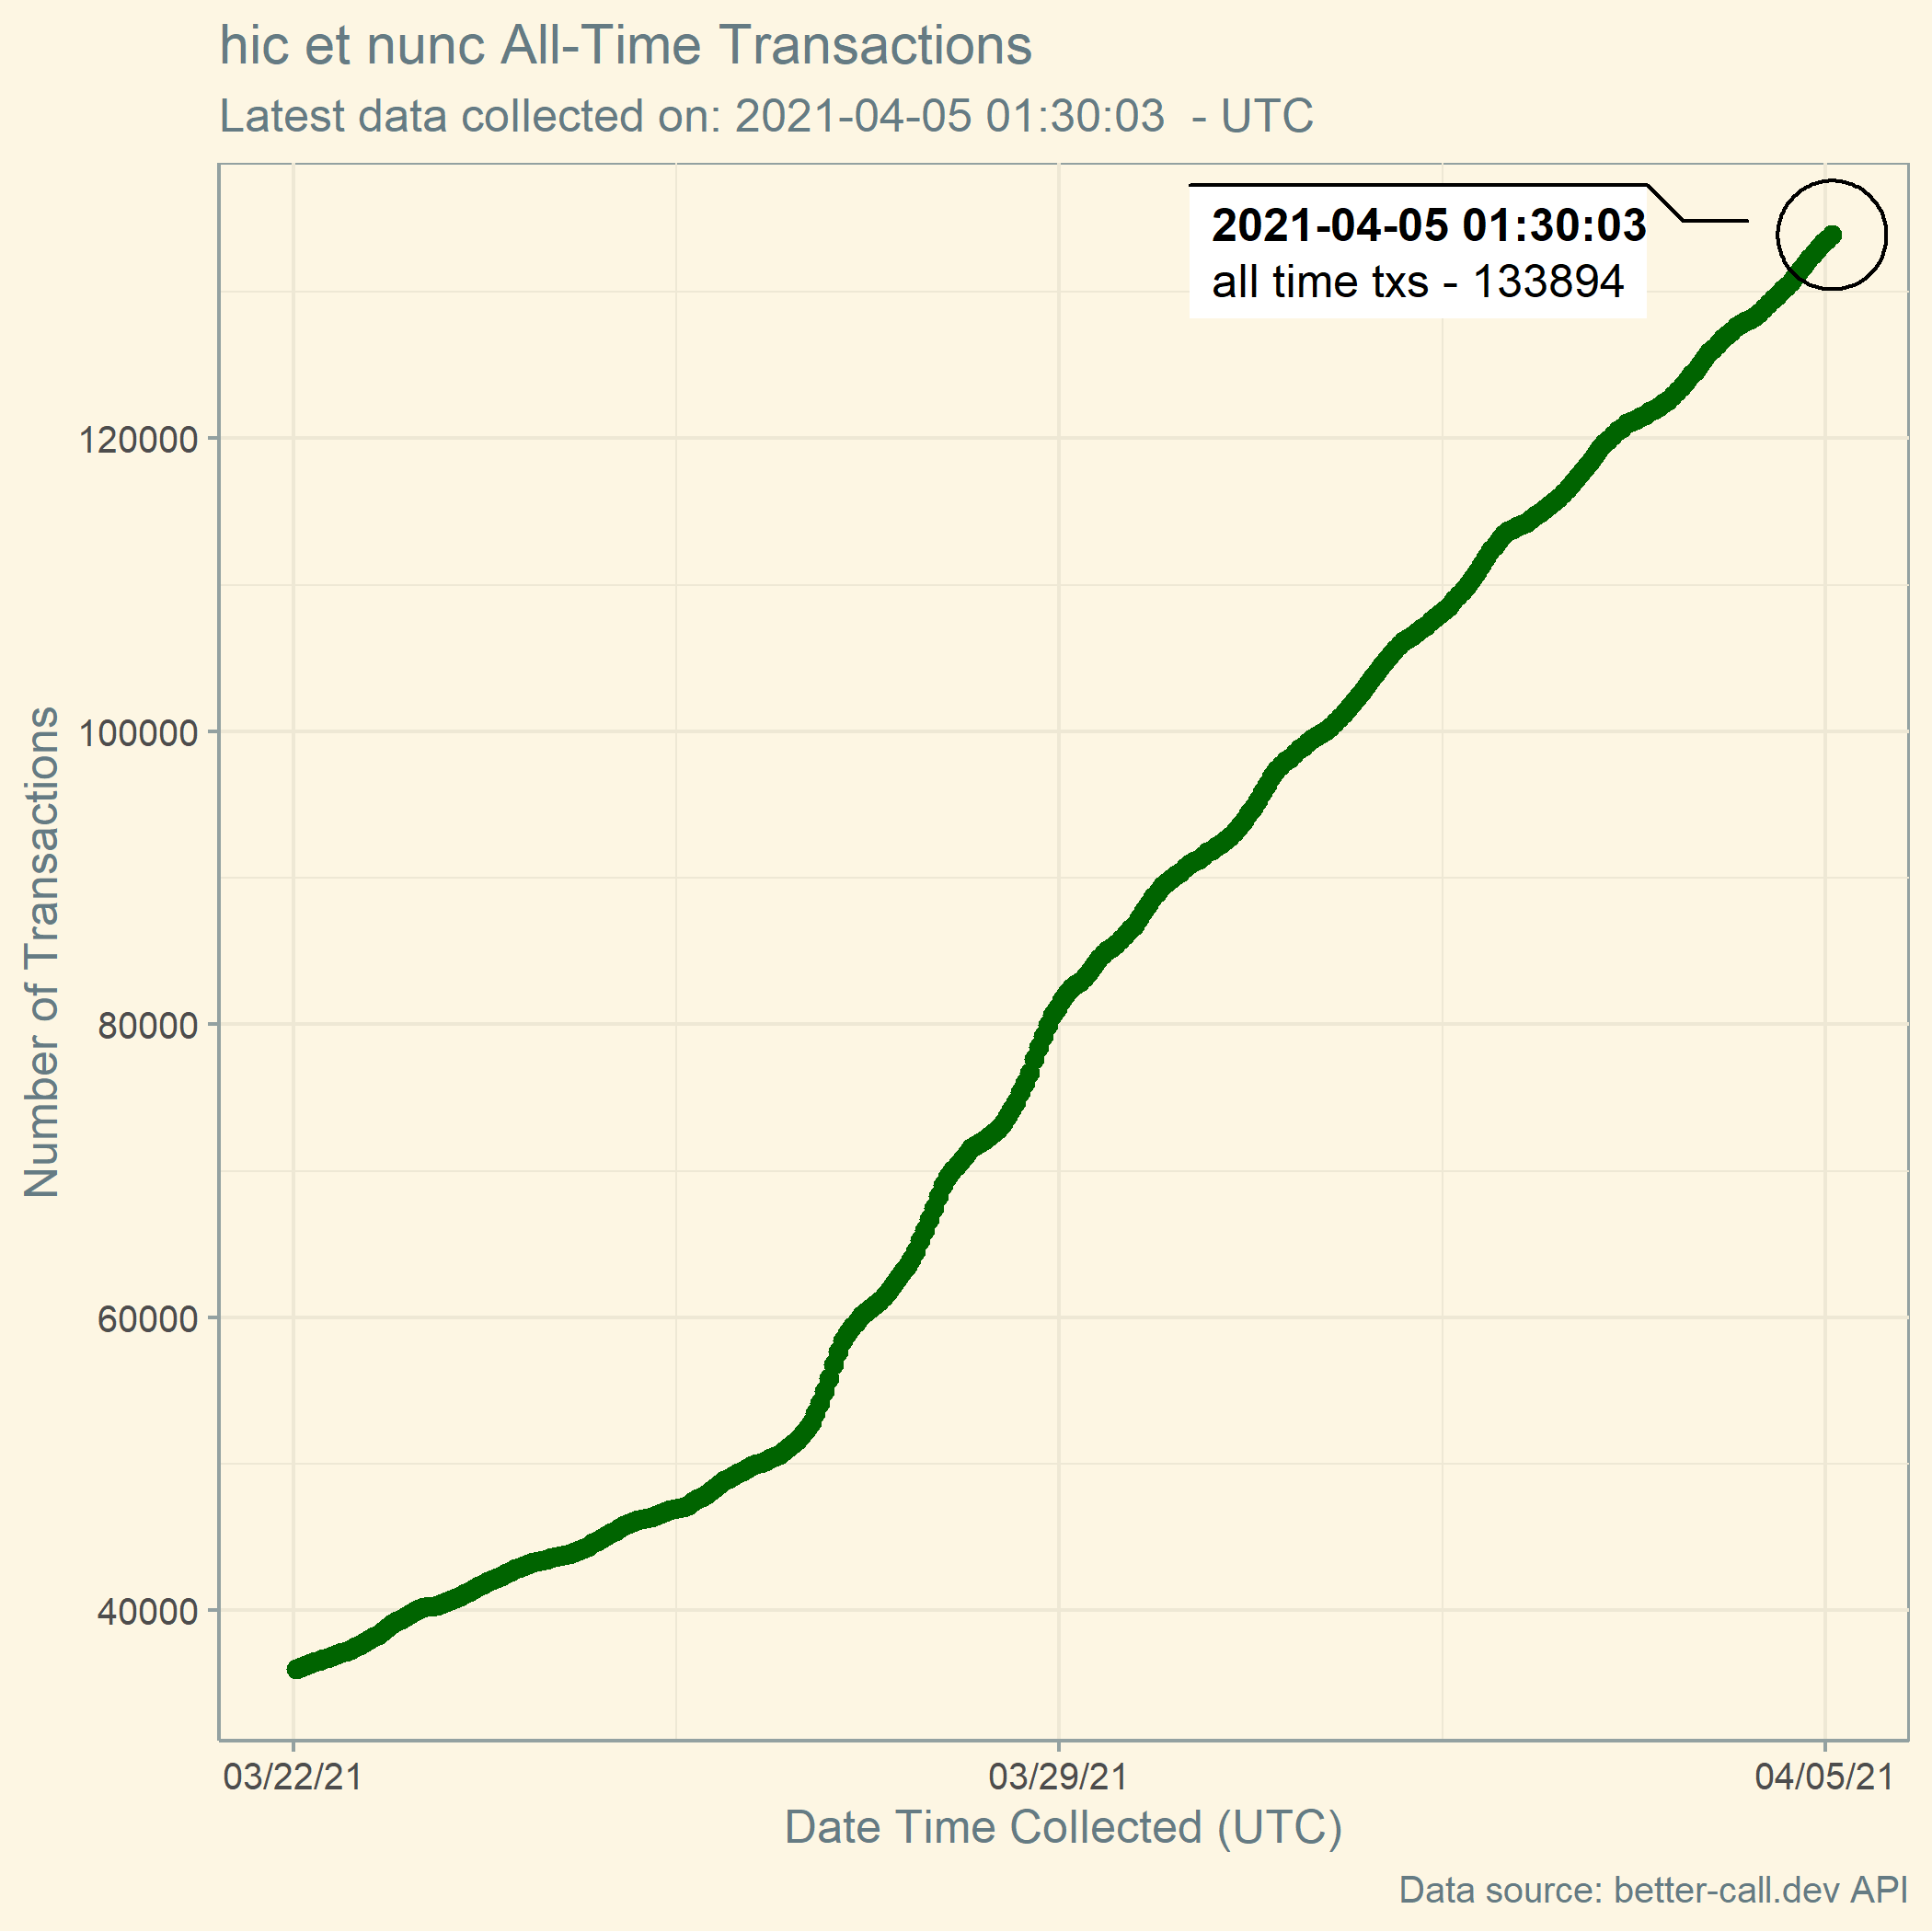 hic et nunc All-Time Transactions
Latest data collected on: 2021-04-05 01:30:03  - UTC
2021-04-05 01:30:03
all time txs - 133894
Number of Transactions
120000
100000
80000
60000
40000
03/22/21
03/29/21
04/05/21
Date Time Collected (UTC)
Data source: better-call.dev API